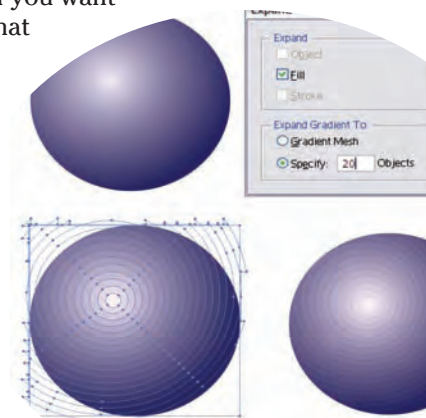 you want
hat
Expand
Object
Fill
Stroke
Expand Gradient To
Gradient Mesh
Specify: 20 Objects